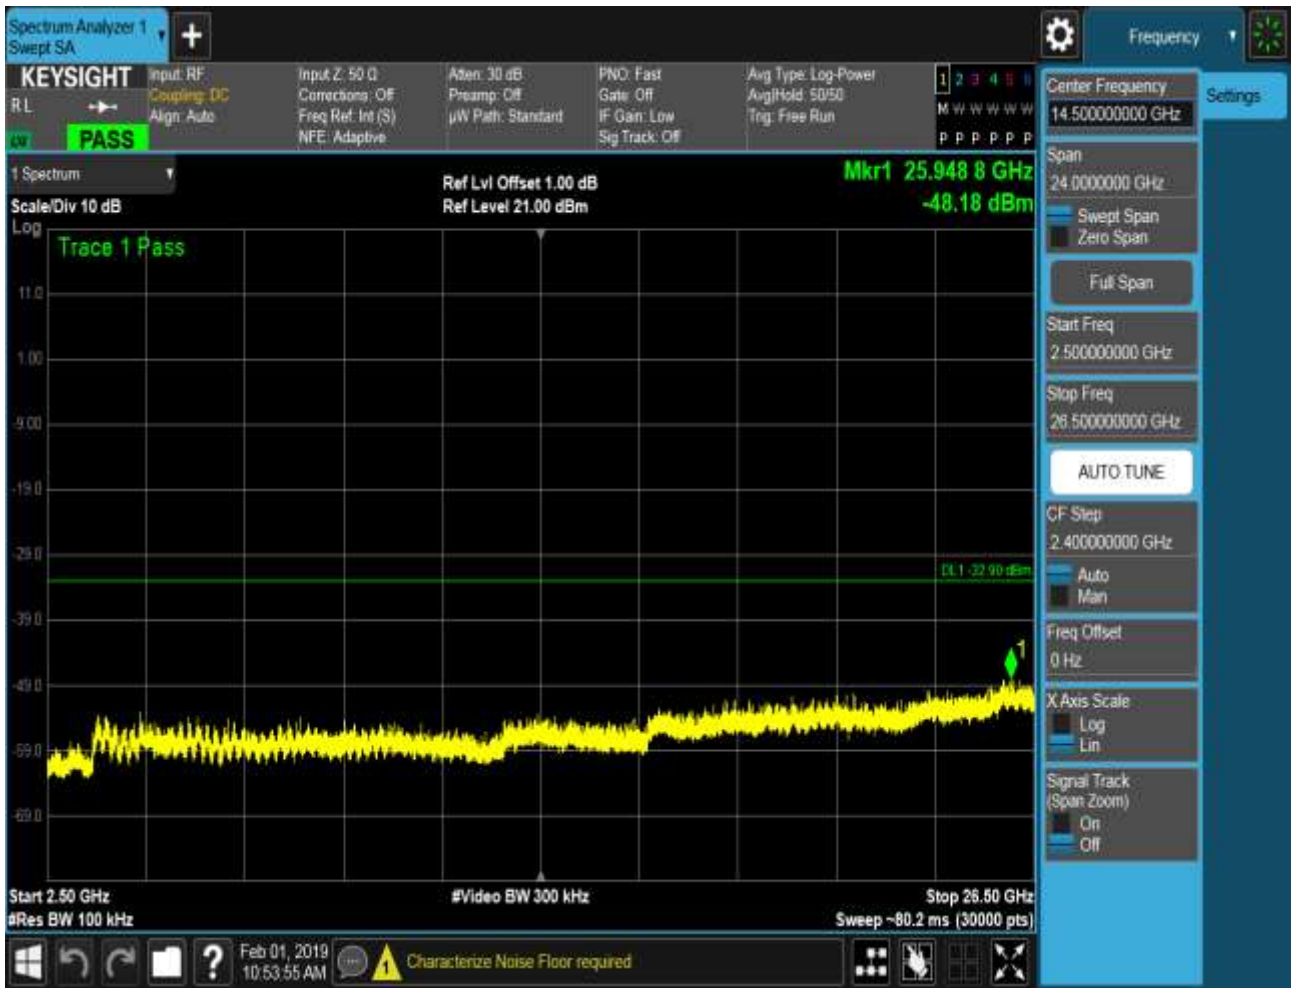 Spectrum Analyzer 1
Swept SA
+
Frequency
KEYSIGHT
R L
PASS
Input: RF
Coupling: DC
Align: Auto
Input Z: 50 Ω
Corrections: Off
Freq Ref: Int (S)
NFE: Adaptive
Atten: 30 dB
Preamp: Off
µW Path: Standard
PNO: Fast
Gate: Off
IF Gain: Low
Sig Track: Off
Avg Type: Log-Power
Avg|Hold: 50/50
Trig: Free Run
1 2 3 4 5 6
M W W W W W
P P P P P P
1 Spectrum
Scale/Div 10 dB
Log
Ref Lvl Offset 1.00 dB
Ref Level 21.00 dBm
Mkr1 25.948 8 GHz
-48.18 dBm
Trace 1 Pass
11.0
1.00
-9.00
-19.0
-29.0
DL1 -32.90 dBm
-39.0
1
-49.0
-59.0
-69.0
Start 2.50 GHz
#Res BW 100 kHz
#Video BW 300 kHz
Stop 26.50 GHz
Sweep ~80.2 ms (30000 pts)
Center Frequency
14.500000000 GHz
Settings
Span
24.0000000 GHz
Swept Span
Zero Span
Full Span
Start Freq
2.500000000 GHz
Stop Freq
26.500000000 GHz
AUTO TUNE
CF Step
2.400000000 GHz
Auto
Man
Freq Offset
0 Hz
X Axis Scale
Log
Lin
Signal Track
(Span Zoom)
On
Off
?
Feb 01, 2019
10:53:55 AM
1
Characterize Noise Floor required